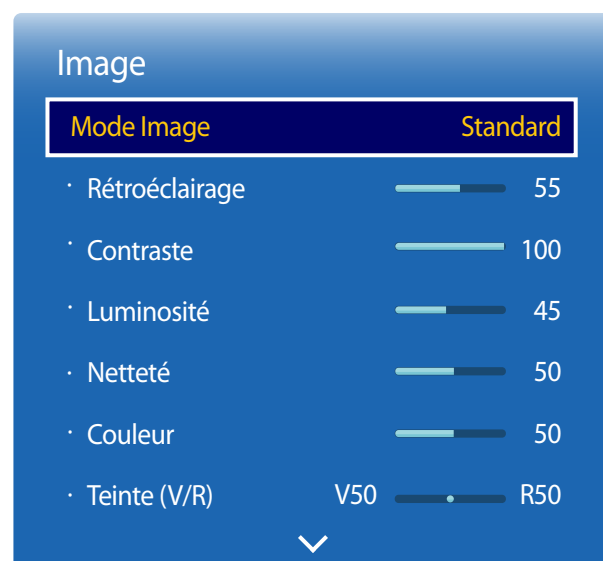 Image
Mode Image Standard
· Rétroéclairage 55
· Contraste 100
· Luminosité 45
· Netteté 50
· Couleur 50
· Teinte (V/R) V50 R50